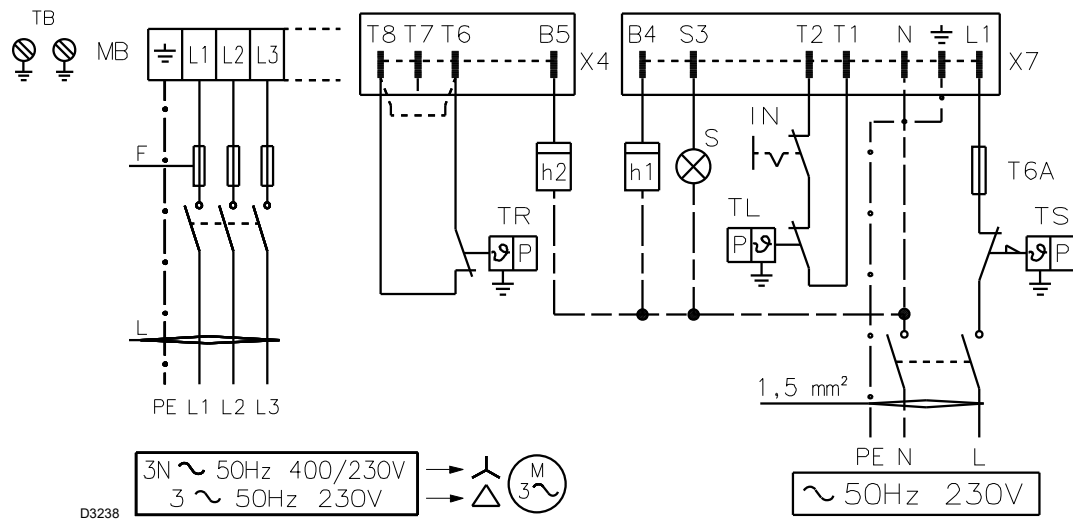 TB
MB L1 L2 L3
T8 T7 T6 B5 X4
B4 S3 T2 T1 N L1 X7
F
h2
h1
S
IN
T6A
TR
ϑ P
TL
P ϑ
TS
ϑ P
L
PE L1 L2 L3
1,5 mm²
PE N L
3N ~ 50Hz 400/230V
3 ~ 50Hz 230V
M
3~
~ 50Hz 230V
D3238